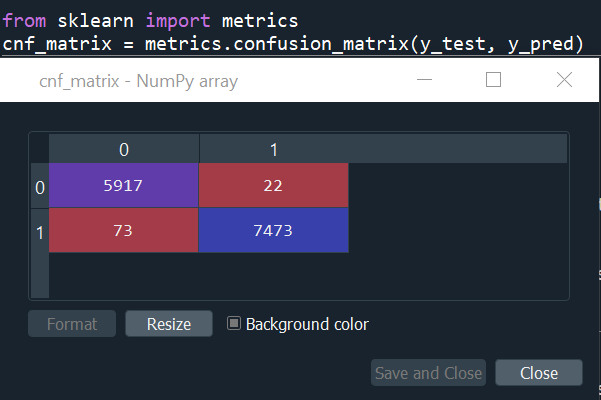 from sklearn import metrics
cnf_matrix = metrics.confusion_matrix(y_test, y_pred)
cnf_matrix - NumPy array
0 1
0 5917 22
1 73 7473
Format Resize Background color
Save and Close Close